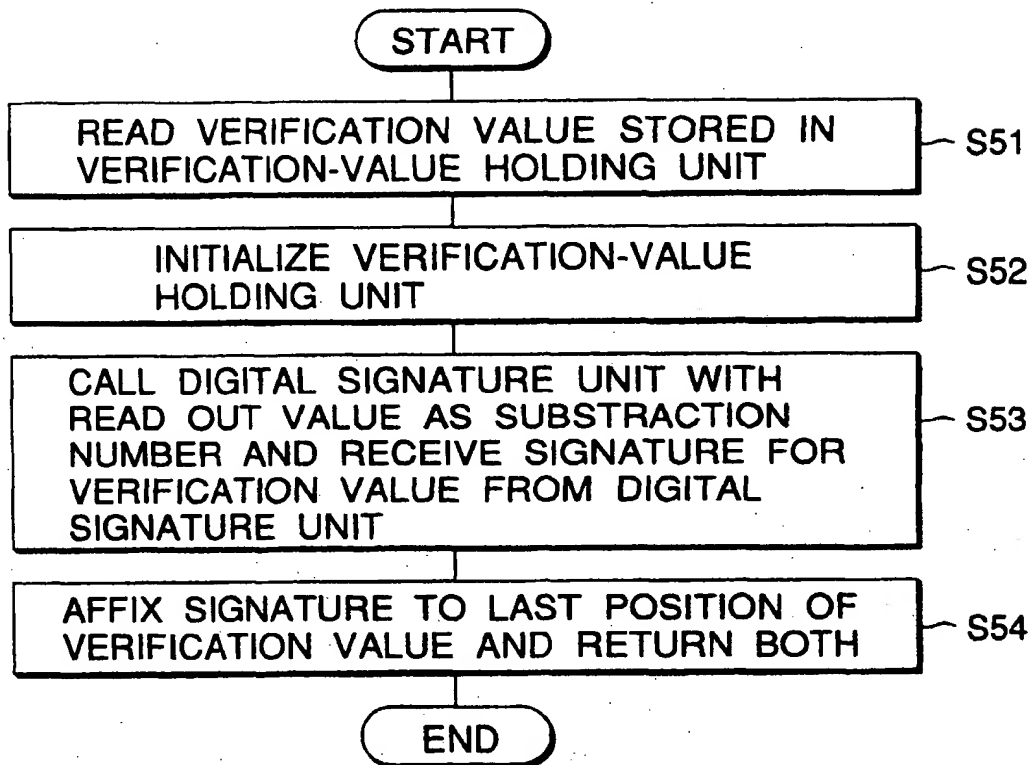 START
READ VERIFICATION VALUE STORED IN
VERIFICATION-VALUE HOLDING UNIT
S51
INITIALIZE VERIFICATION-VALUE
HOLDING UNIT
S52
CALL DIGITAL SIGNATURE UNIT WITH
READ OUT VALUE AS SUBSTRACTION
NUMBER AND RECEIVE SIGNATURE FOR
VERIFICATION VALUE FROM DIGITAL
SIGNATURE UNIT
S53
AFFIX SIGNATURE TO LAST POSITION OF
VERIFICATION VALUE AND RETURN BOTH
S54
END